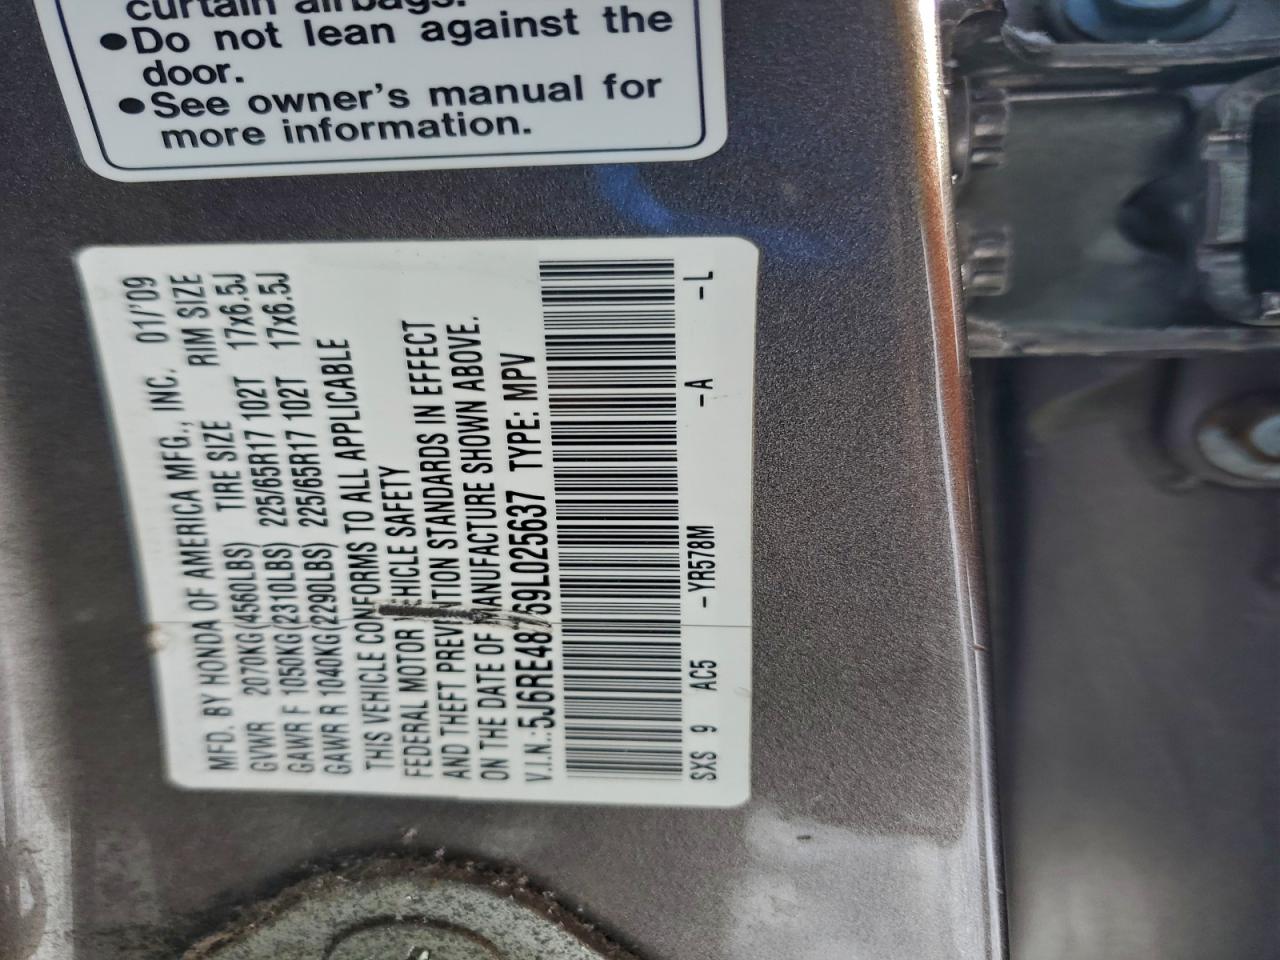 curtain airbags.
●Do not lean against the
door.
●See owner's manual for
more information.
MFD. BY HONDA OF AMERICA MFG., INC. 01/'09
GVWR 2070KG(4560LBS) TIRE SIZE RIM SIZE
GAWR F 1050KG(2310LBS) 225/65R17 102T 17x6.5J
GAWR R 1040KG(2290LBS) 225/65R17 102T 17x6.5J
THIS VEHICLE CONFORMS TO ALL APPLICABLE
FEDERAL MOTOR VEHICLE SAFETY
AND THEFT PREVENTION STANDARDS IN EFFECT
ON THE DATE OF MANUFACTURE SHOWN ABOVE.
V.I.N.: TYPE: MPV
SXS 9 AC5 -YR578M -A -L